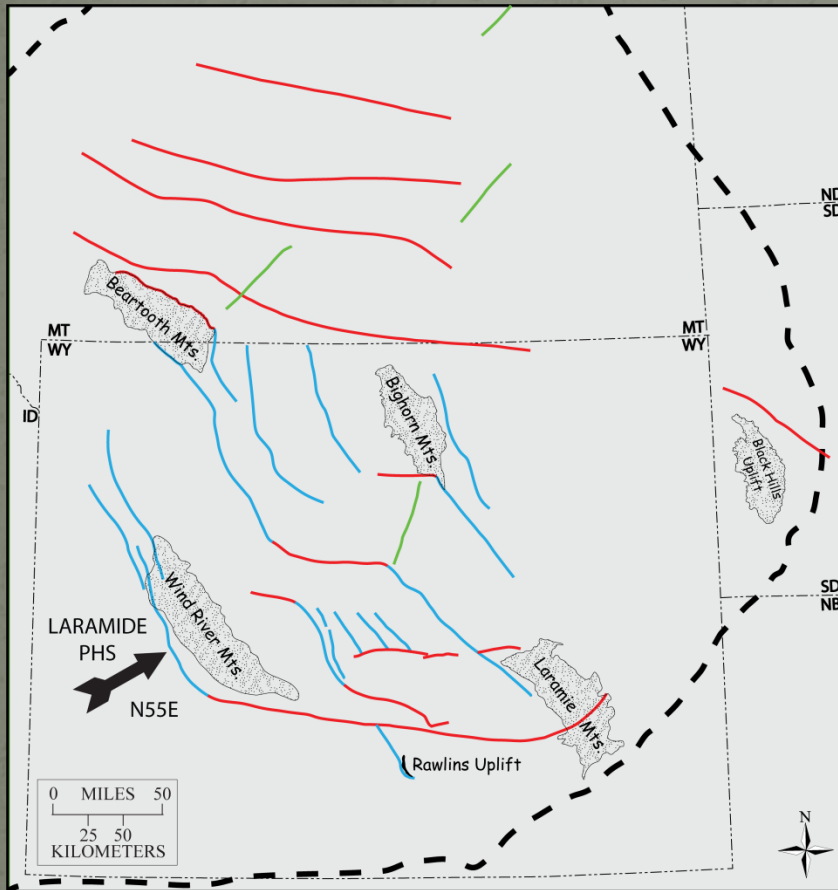 ND
SD
Beartooth Mts.
MT
WY
MT
WY
ID
Bighorn Mts.
Black Hills
Uplift
Wind River Mts.
SD
NB
LARAMIDE
PHS
N55E
Laramie Mts.
Rawlins Uplift
0 MILES 50
25 50
KILOMETERS
N